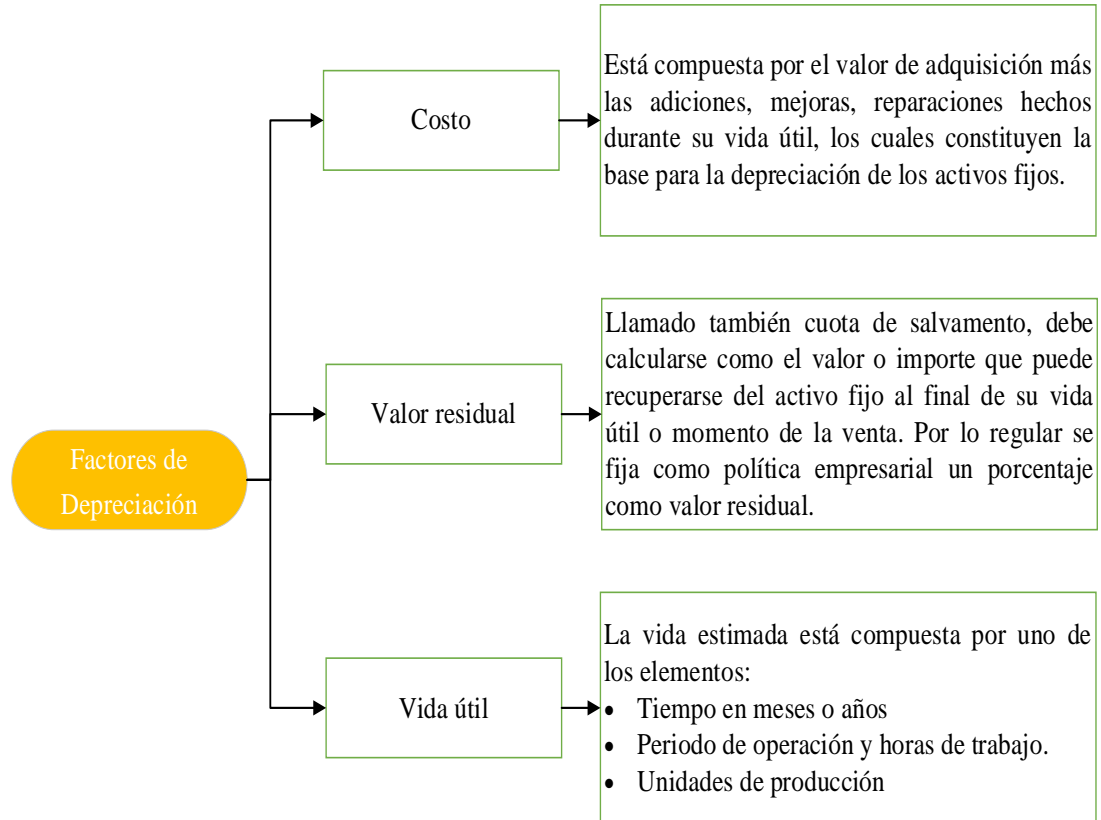 Factores de
Depreciación
Costo
Está compuesta por el valor de adquisición más
las adiciones, mejoras, reparaciones hechos
durante su vida útil, los cuales constituyen la
base para la depreciación de los activos fijos.
Valor residual
Llamado también cuota de salvamento, debe
calcularse como el valor o importe que puede
recuperarse del activo fijo al final de su vida
útil o momento de la venta. Por lo regular se
fija como política empresarial un porcentaje
como valor residual.
Vida útil
La vida estimada está compuesta por uno de
los elementos:
• Tiempo en meses o años
• Periodo de operación y horas de trabajo.
• Unidades de producción